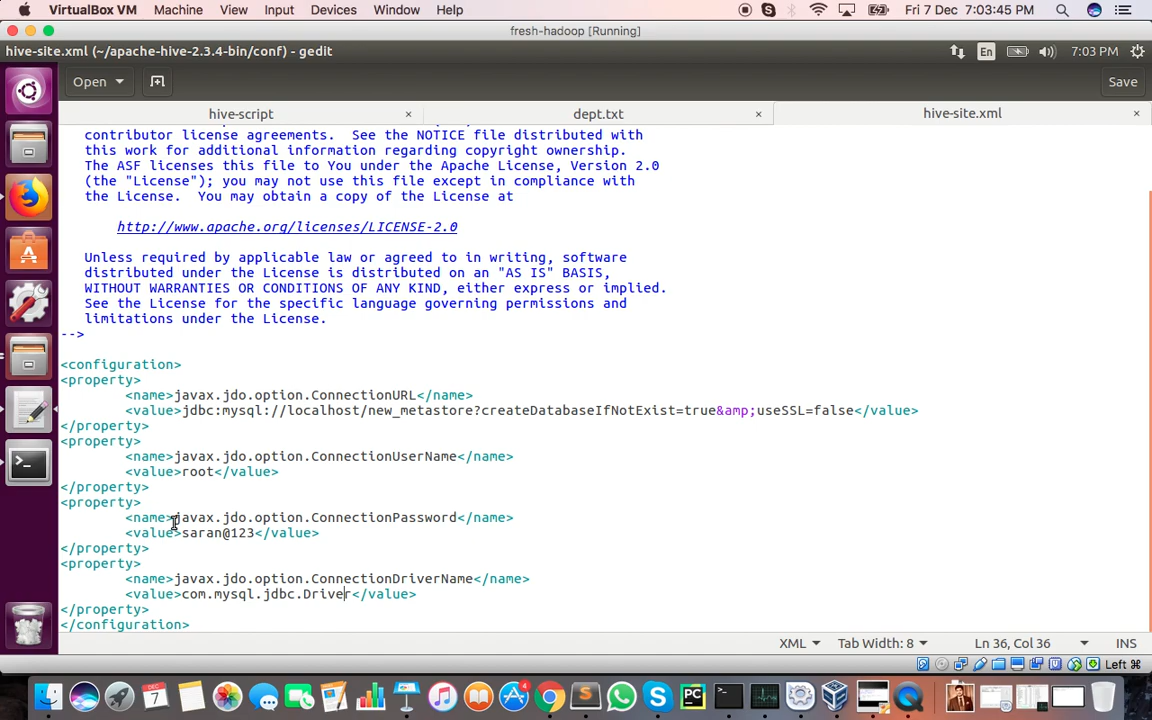 VirtualBox VM Machine View Input Devices Window Help Fri 7 Dec 7:03:45 PM
fresh-hadoop [Running]
hive-site.xml (~/apache-hive-2.3.4-bin/conf) - gedit En 7:03 PM
Open Save
hive-script × dept.txt × hive-site.xml ×
contributor license agreements.  See the NOTICE file distributed with
this work for additional information regarding copyright ownership.
The ASF licenses this file to You under the Apache License, Version 2.0
(the "License"); you may not use this file except in compliance with
the License.  You may obtain a copy of the License at
http://www.apache.org/licenses/LICENSE-2.0
Unless required by applicable law or agreed to in writing, software
distributed under the License is distributed on an "AS IS" BASIS,
WITHOUT WARRANTIES OR CONDITIONS OF ANY KIND, either express or implied.
See the License for the specific language governing permissions and
limitations under the License.
-->
<configuration>
<property>
<name>javax.jdo.option.ConnectionURL</name>
<value>jdbc:mysql://localhost/new_metastore?createDatabaseIfNotExist=true&amp;useSSL=false</value>
</property>
<property>
<name>javax.jdo.option.ConnectionUserName</name>
<value>root</value>
</property>
<property>
<name>javax.jdo.option.ConnectionPassword</name>
<value>saran@123</value>
</property>
<property>
<name>javax.jdo.option.ConnectionDriverName</name>
<value>com.mysql.jdbc.Driver</value>
</property>
</configuration>
XML Tab Width: 8 Ln 36, Col 36 INS
Left ⌘